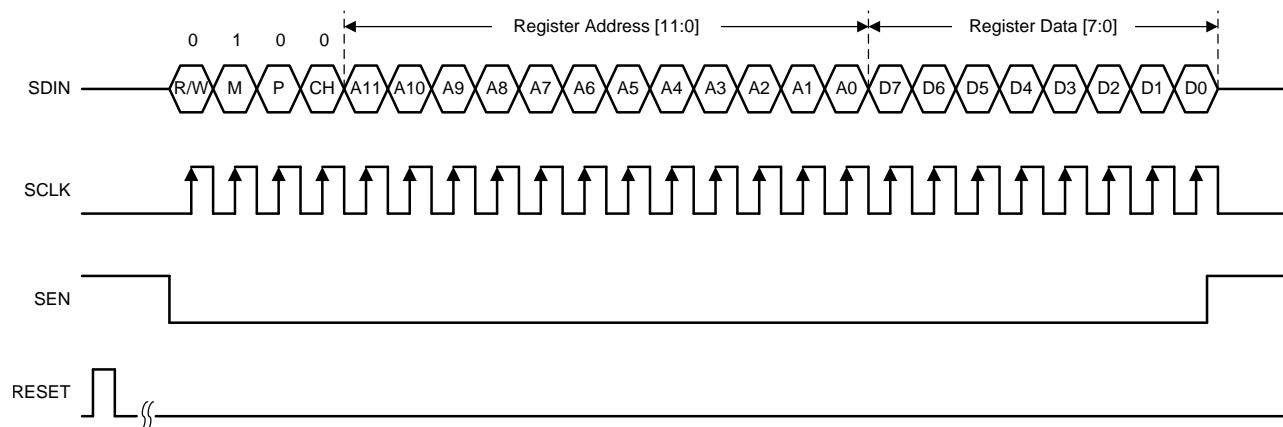 Register Address [11:0] Register Data [7:0]
0 1 0 0
SDIN R/W M P CH A11 A10 A9 A8 A7 A6 A5 A4 A3 A2 A1 A0 D7 D6 D5 D4 D3 D2 D1 D0
SCLK
SEN
RESET